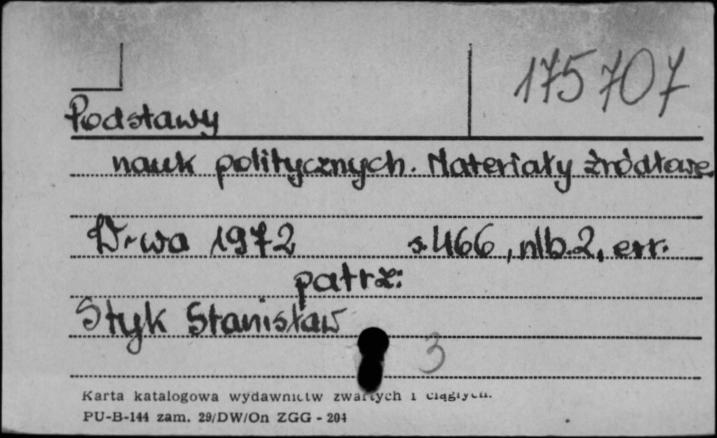 175707
Podstawy
nauk politycznych. Materiały źródłowe.
W-wa 1972 s. 466, nlb. 2, err.
patrz:
Styk Stanisław
3
Karta katalogowa wydawnictw zwartych i ciągłych.
PU-B-144 zam. 29/DW/On ZGG - 204